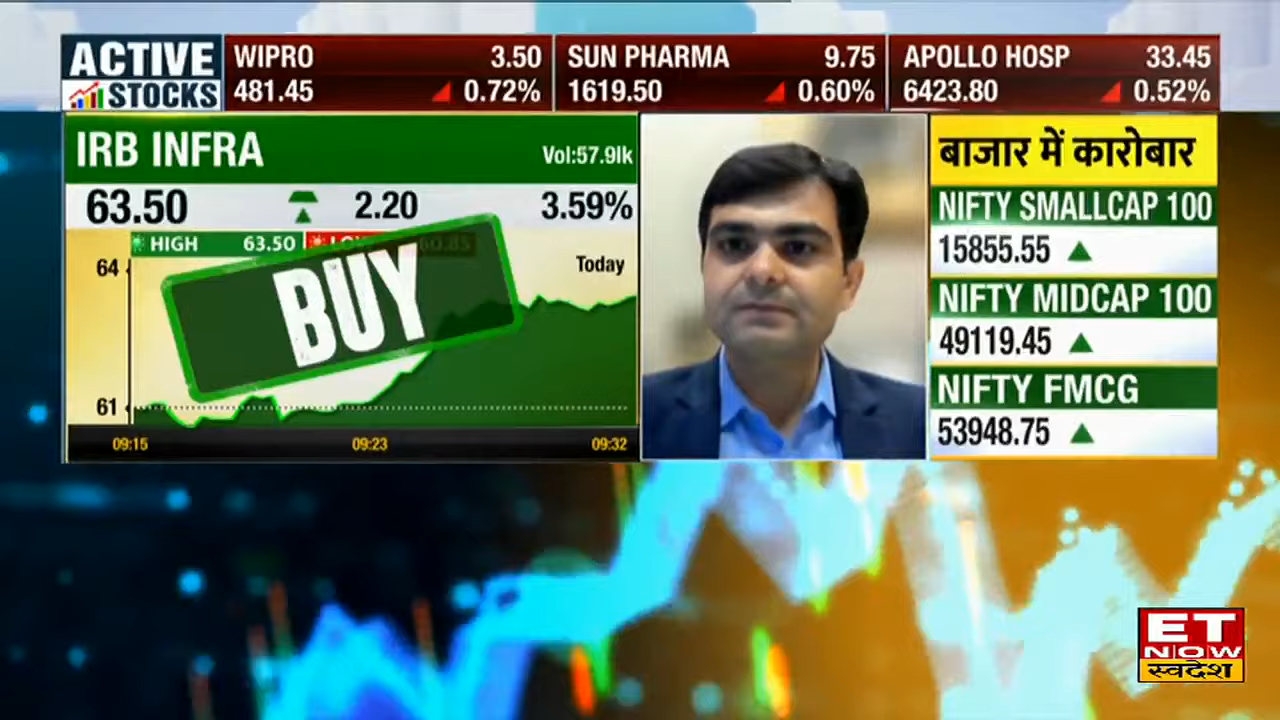 ACTIVE
STOCKS
WIPRO 3.50
481.45 0.72%
SUN PHARMA 9.75
1619.50 0.60%
APOLLO HOSP 33.45
6423.80 0.52%
IRB INFRA Vol:57.9lk
63.50 2.20 3.59%
HIGH 63.50 LOW 60.85
Today
64
BUY
61
09:15 09:23 09:32
बाजार में कारोबार
NIFTY SMALLCAP 100
15855.55
NIFTY MIDCAP 100
49119.45
NIFTY FMCG
53948.75
ET
NOW
स्वदेश